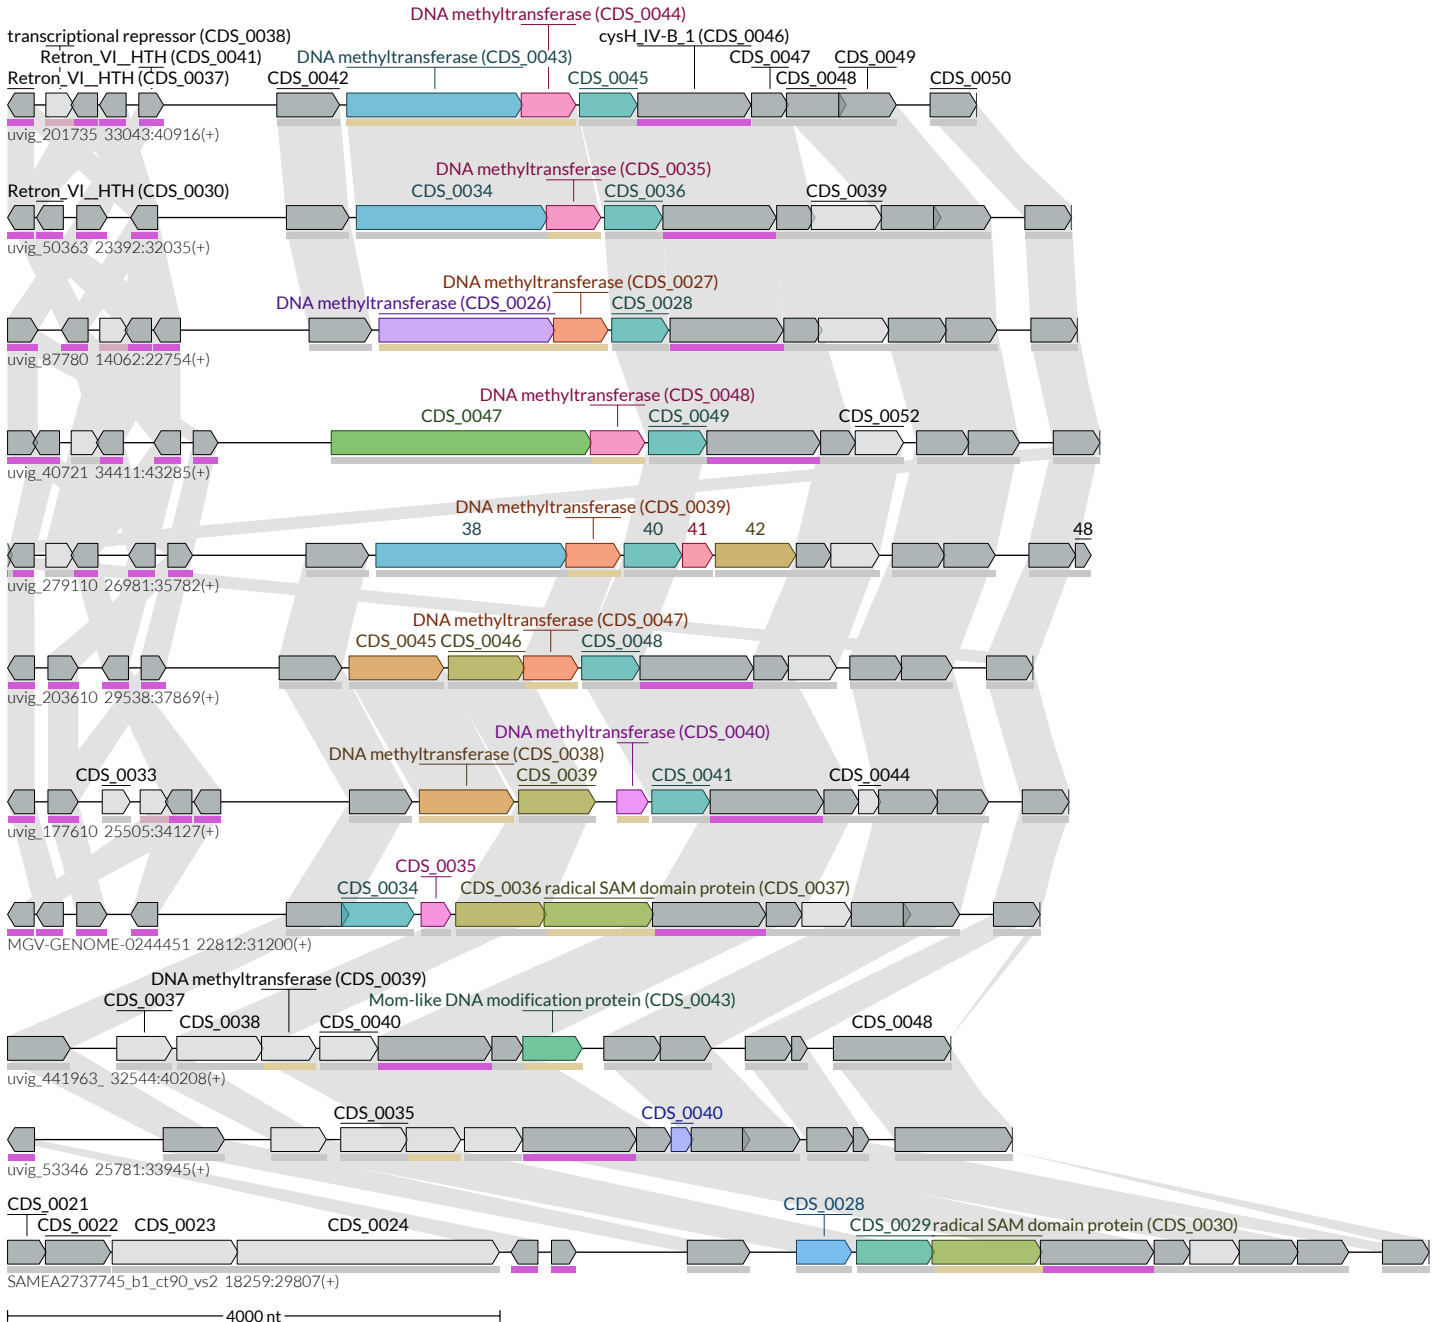 DNA methyltransferase (CDS_0044)
transcriptional repressor (CDS_0038) cysH_IV-B_1 (CDS_0046)
Retron_VI__HTH (CDS_0041) DNA methyltransferase (CDS_0043) CDS_0047 CDS_0049
Retron_VI__HTH (CDS_0037) CDS_0042 CDS_0045 CDS_0048 CDS_0050
uvig_201735 33043:40916(+)
DNA methyltransferase (CDS_0035)
Retron_VI__HTH (CDS_0030) CDS_0034 CDS_0036 CDS_0039
uvig_50363 23392:32035(+)
DNA methyltransferase (CDS_0027)
DNA methyltransferase (CDS_0026) CDS_0028
uvig_87780 14062:22754(+)
DNA methyltransferase (CDS_0048)
CDS_0047 CDS_0049 CDS_0052
uvig_40721 34411:43285(+)
DNA methyltransferase (CDS_0039)
38 40 41 42 48
uvig_279110 26981:35782(+)
DNA methyltransferase (CDS_0047)
CDS_0045 CDS_0046 CDS_0048
uvig_203610 29538:37869(+)
DNA methyltransferase (CDS_0040)
DNA methyltransferase (CDS_0038)
CDS_0033 CDS_0039 CDS_0041 CDS_0044
uvig_177610 25505:34127(+)
CDS_0035
CDS_0034 CDS_0036 radical SAM domain protein (CDS_0037)
MGV-GENOME-0244451 22812:31200(+)
DNA methyltransferase (CDS_0039)
CDS_0037 Mom-like DNA modification protein (CDS_0043)
CDS_0038 CDS_0040 CDS_0048
uvig_441963_ 32544:40208(+)
CDS_0035 CDS_0040
uvig_53346 25781:33945(+)
CDS_0021 CDS_0028
CDS_0022 CDS_0023 CDS_0024 CDS_0029 radical SAM domain protein (CDS_0030)
SAMEA2737745_b1_ct90_vs2 18259:29807(+)
4000 nt